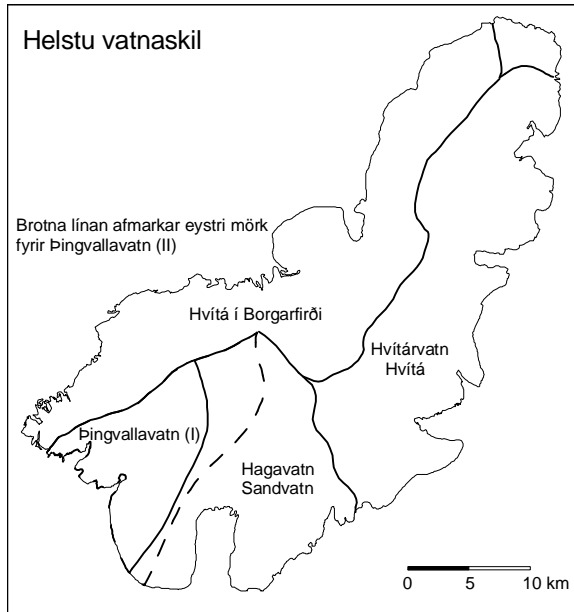 Helstu vatnaskil
Brotna línan afmarkar eystri mörk
fyrir Þingvallavatn (II)
Hvítá í Borgarfirði
Hvítárvatn
Hvítá
Þingvallavatn (I)
Hagavatn
Sandvatn
0 5 10 km